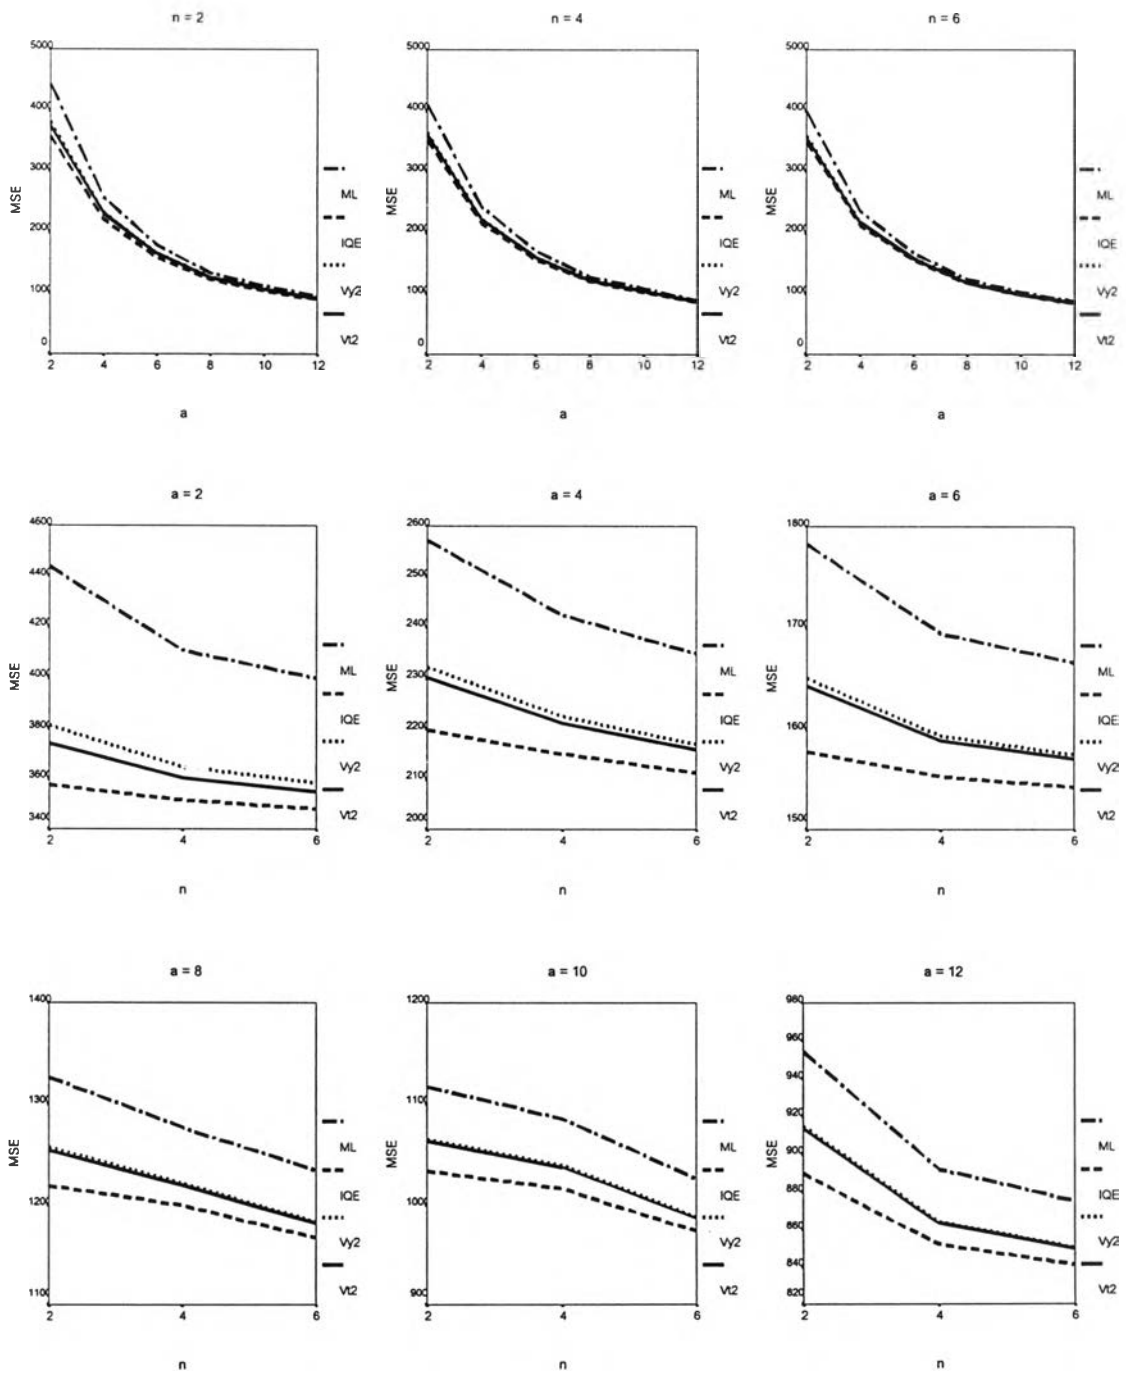 n = 2
5000
4000
3000
2000
1000
0
MSE
2 4 6 8 10 12
a
ML
IQE
Vy2
Vt2
n = 4
5000
4000
3000
2000
1000
0
MSE
2 4 6 8 10 12
a
ML
IQE
Vy2
Vt2
n = 6
5000
4000
3000
2000
1000
0
MSE
2 4 6 8 10 12
a
ML
IQE
Vy2
Vt2
a = 2
4600
4400
4200
4000
3800
3600
3400
MSE
2 4 6
n
ML
IQE
Vy2
Vt2
a = 4
2600
2500
2400
2300
2200
2100
2000
MSE
2 4 6
n
ML
IQE
Vy2
Vt2
a = 6
1800
1700
1600
1500
MSE
2 4 6
n
ML
IQE
Vy2
Vt2
a = 8
1400
1300
1200
1100
MSE
2 4 6
n
ML
IQE
Vy2
Vt2
a = 10
1200
1100
1000
900
MSE
2 4 6
n
ML
IQE
Vy2
Vt2
a = 12
980
960
940
920
900
880
860
840
820
MSE
2 4 6
n
ML
IQE
Vy2
Vt2